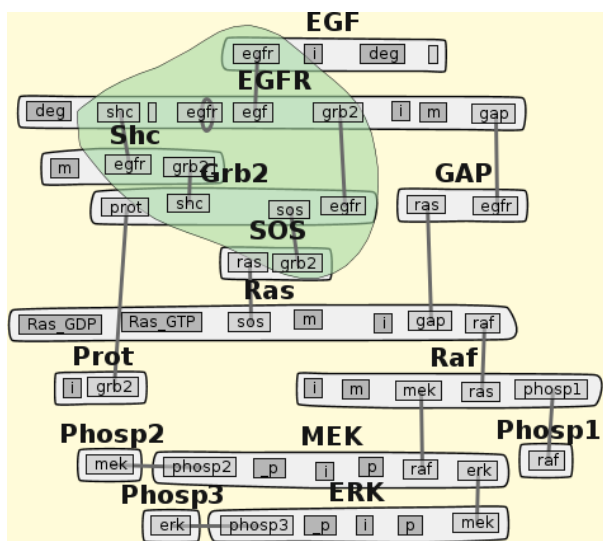 EGF
egfr i deg
EGFR
deg shc egfr egf grb2 i m gap
Shc
m egfr grb2
Grb2 GAP
prot shc sos egfr ras egfr
SOS
ras grb2
Ras
Ras_GDP Ras_GTP sos m i gap raf
Prot Raf
i grb2 i m mek ras phosp1
Phosp2 MEK Phosp1
mek phosp2 _p i p raf erk raf
Phosp3 ERK
erk phosp3 _p i p mek